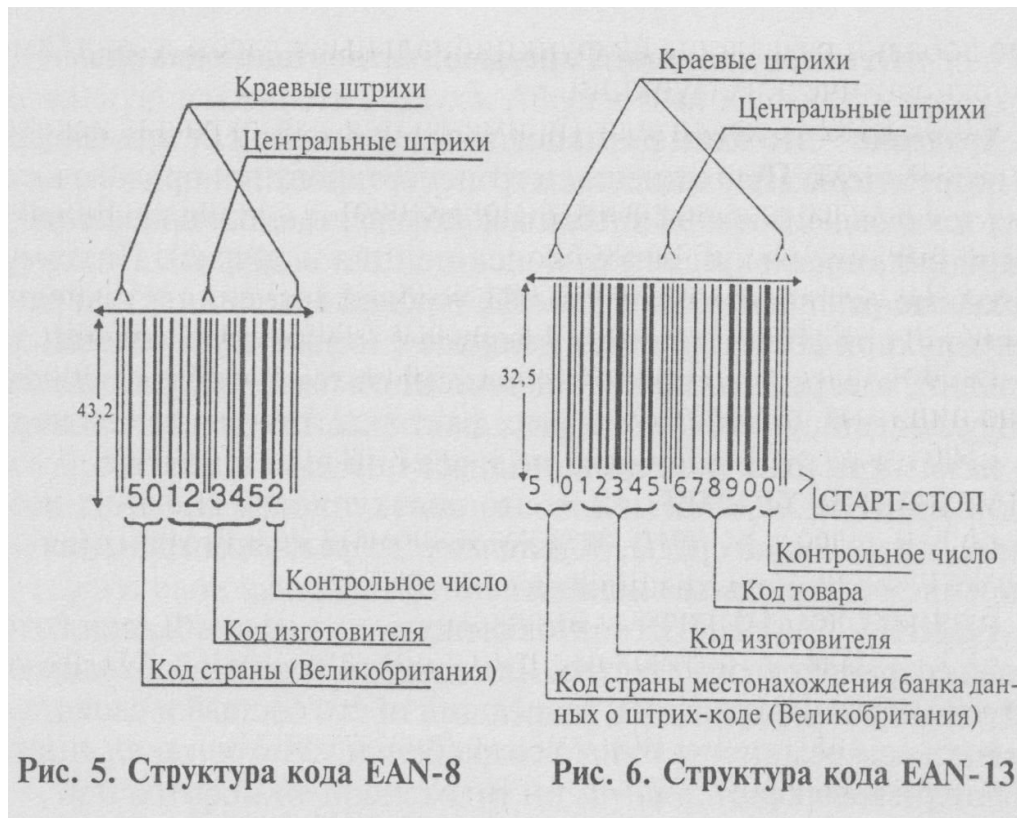 Краевые штрихи
Центральные штрихи
43,2
5012 3452
Контрольное число
Код изготовителя
Код страны (Великобритания)
Рис. 5. Структура кода EAN-8
Краевые штрихи
Центральные штрихи
32,5
5 012345 678900 >
СТАРТ-СТОП
Контрольное число
Код товара
Код изготовителя
Код страны местонахождения банка дан-
ных о штрих-коде (Великобритания)
Рис. 6. Структура кода EAN-13